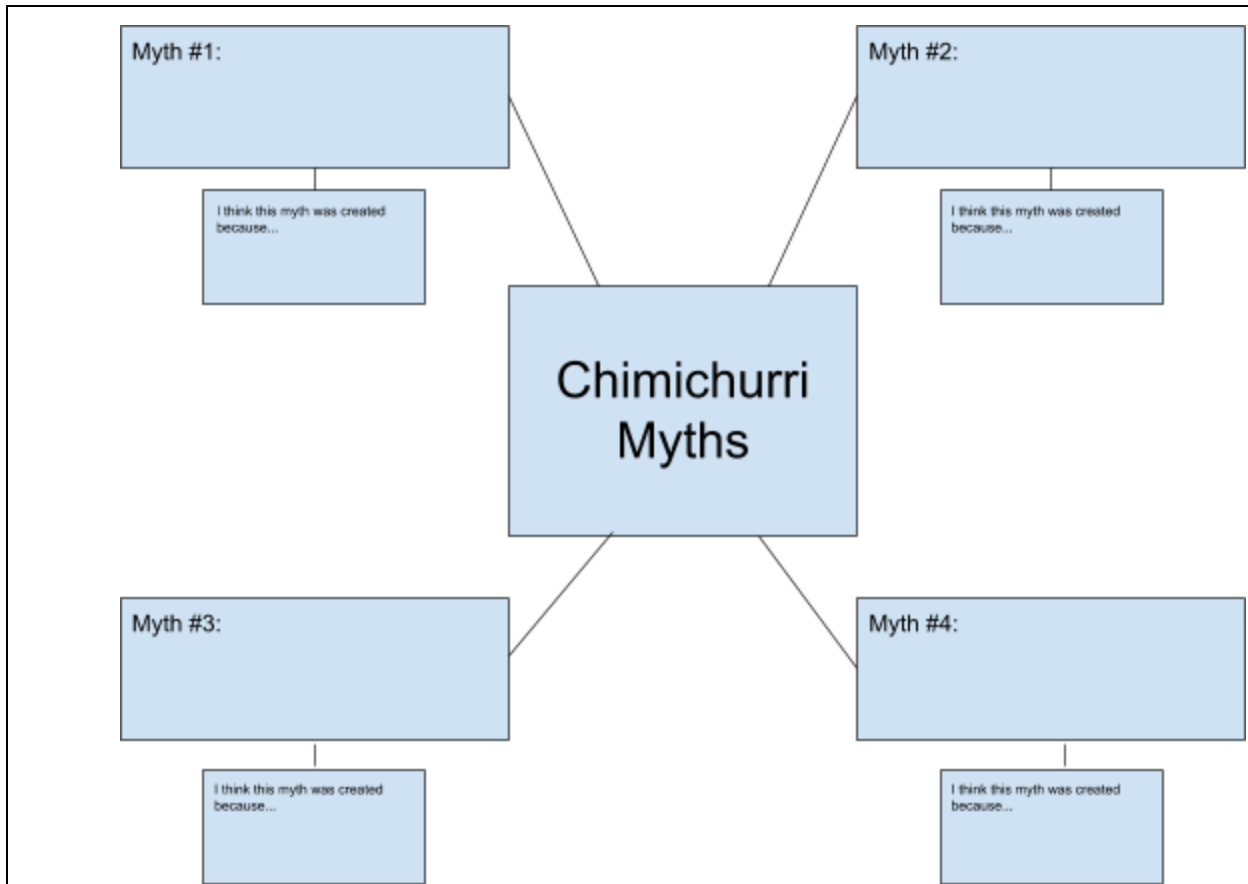 Myth #1:
Myth #2:
I think this myth was created
because...
I think this myth was created
because...
Chimichurri
Myths
Myth #3:
Myth #4:
I think this myth was created
because...
I think this myth was created
because...